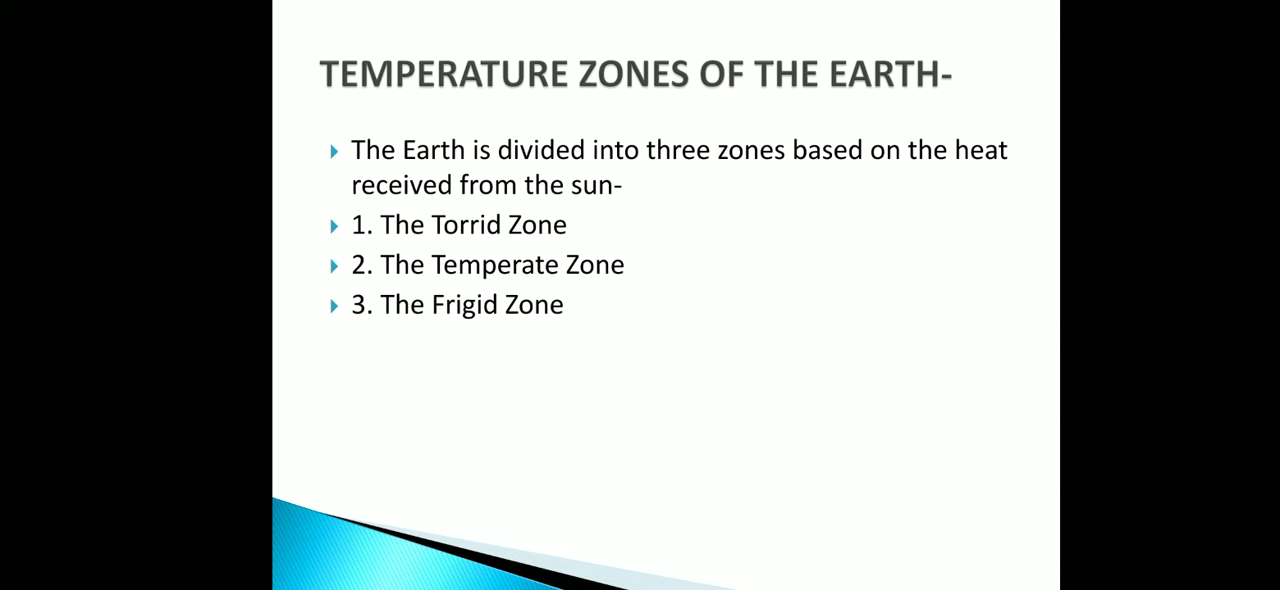 TEMPERATURE ZONES OF THE EARTH-
The Earth is divided into three zones based on the heat
received from the sun-
1. The Torrid Zone
2. The Temperate Zone
3. The Frigid Zone